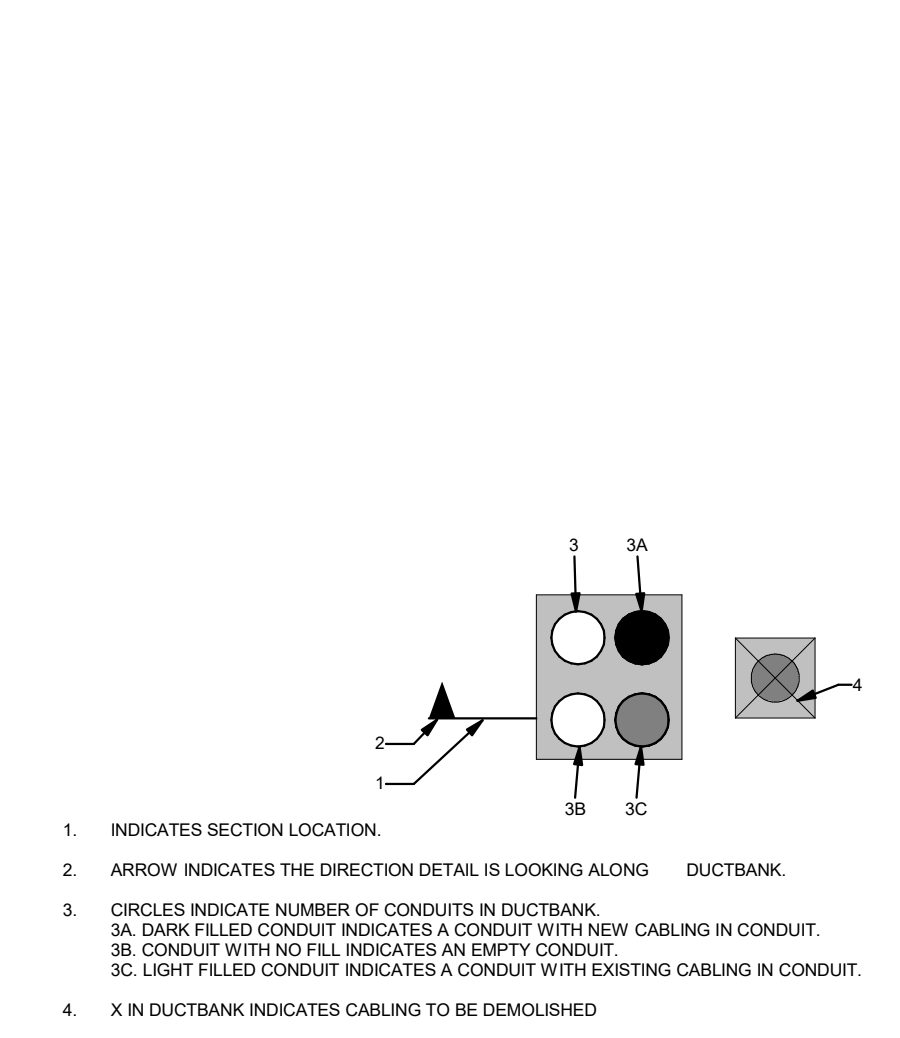 3 3A
4
2
1
3B 3C
1. INDICATES SECTION LOCATION.
2. ARROW INDICATES THE DIRECTION DETAIL IS LOOKING ALONG DUCTBANK.
3. CIRCLES INDICATE NUMBER OF CONDUITS IN DUCTBANK.
3A. DARK FILLED CONDUIT INDICATES A CONDUIT WITH NEW CABLING IN CONDUIT.
3B. CONDUIT WITH NO FILL INDICATES AN EMPTY CONDUIT.
3C. LIGHT FILLED CONDUIT INDICATES A CONDUIT WITH EXISTING CABLING IN CONDUIT.
4. X IN DUCTBANK INDICATES CABLING TO BE DEMOLISHED